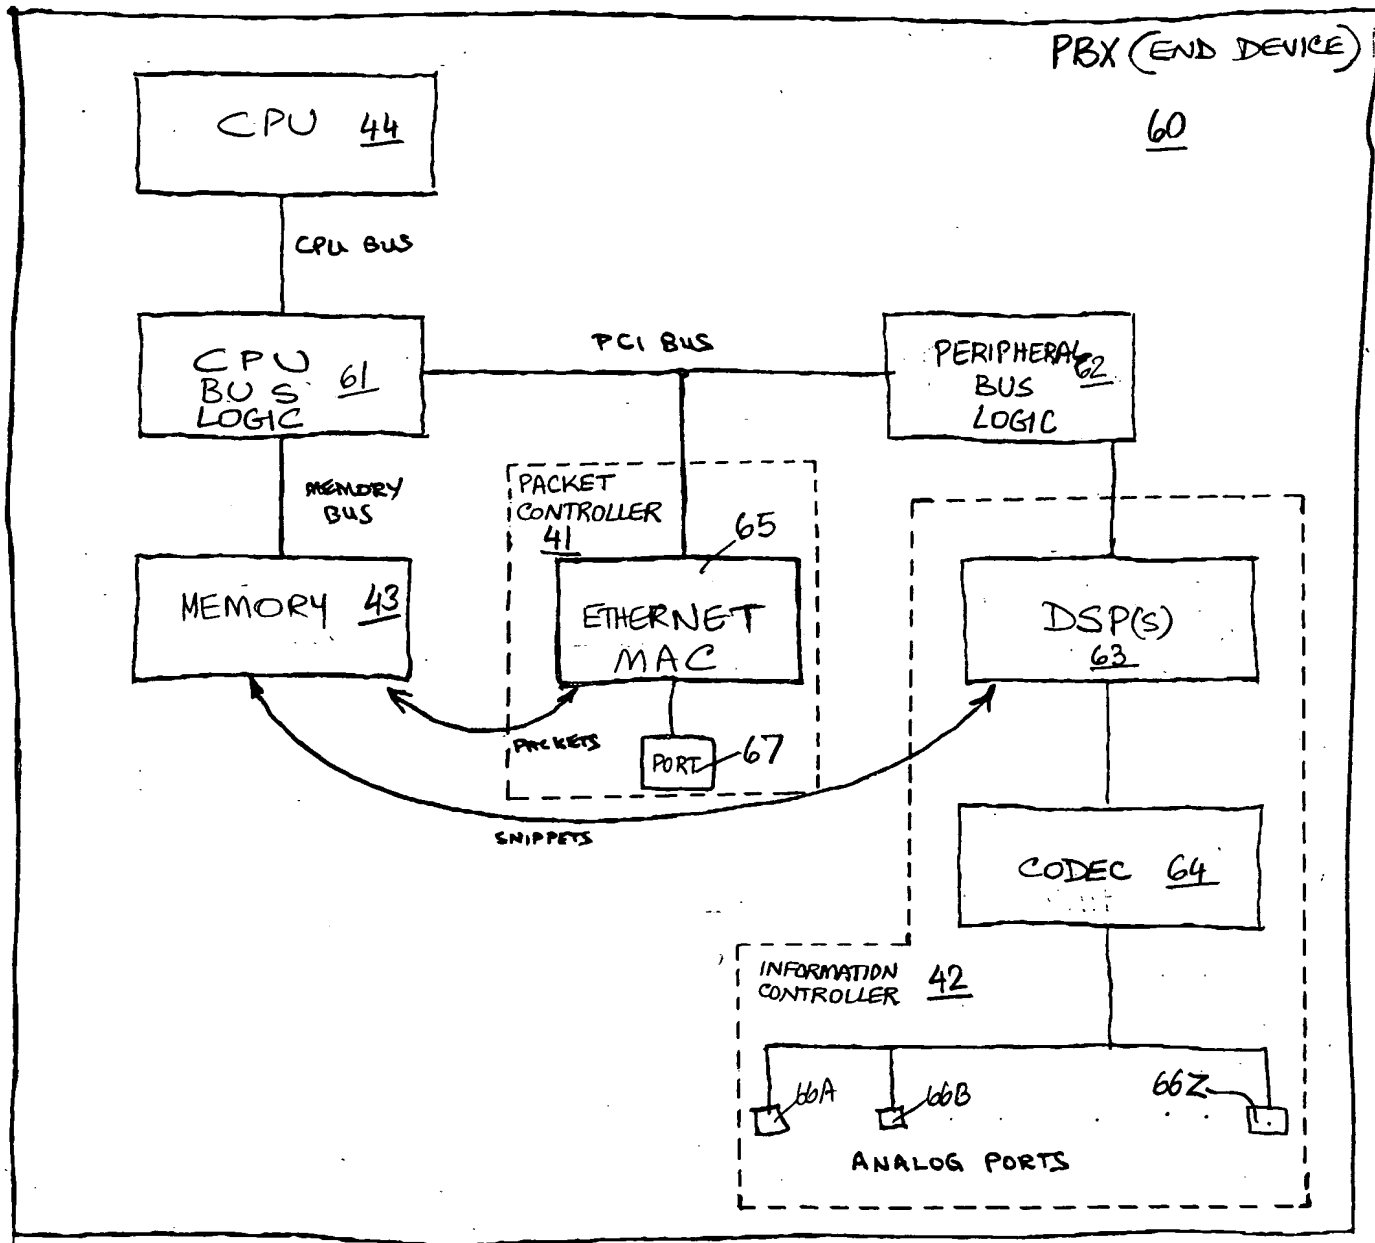 PBX (END DEVICE)
60
CPU 44
CPU BUS
CPU
BUS
LOGIC
61
PCI BUS
PERIPHERAL
BUS
LOGIC
62
MEMORY
BUS
PACKET
CONTROLLER
41
65
MEMORY 43
ETHERNET
MAC
DSP(S)
63
PACKETS
PORT
67
SNIPPETS
CODEC 64
INFORMATION
CONTROLLER 42
66A
66B
66Z
ANALOG PORTS